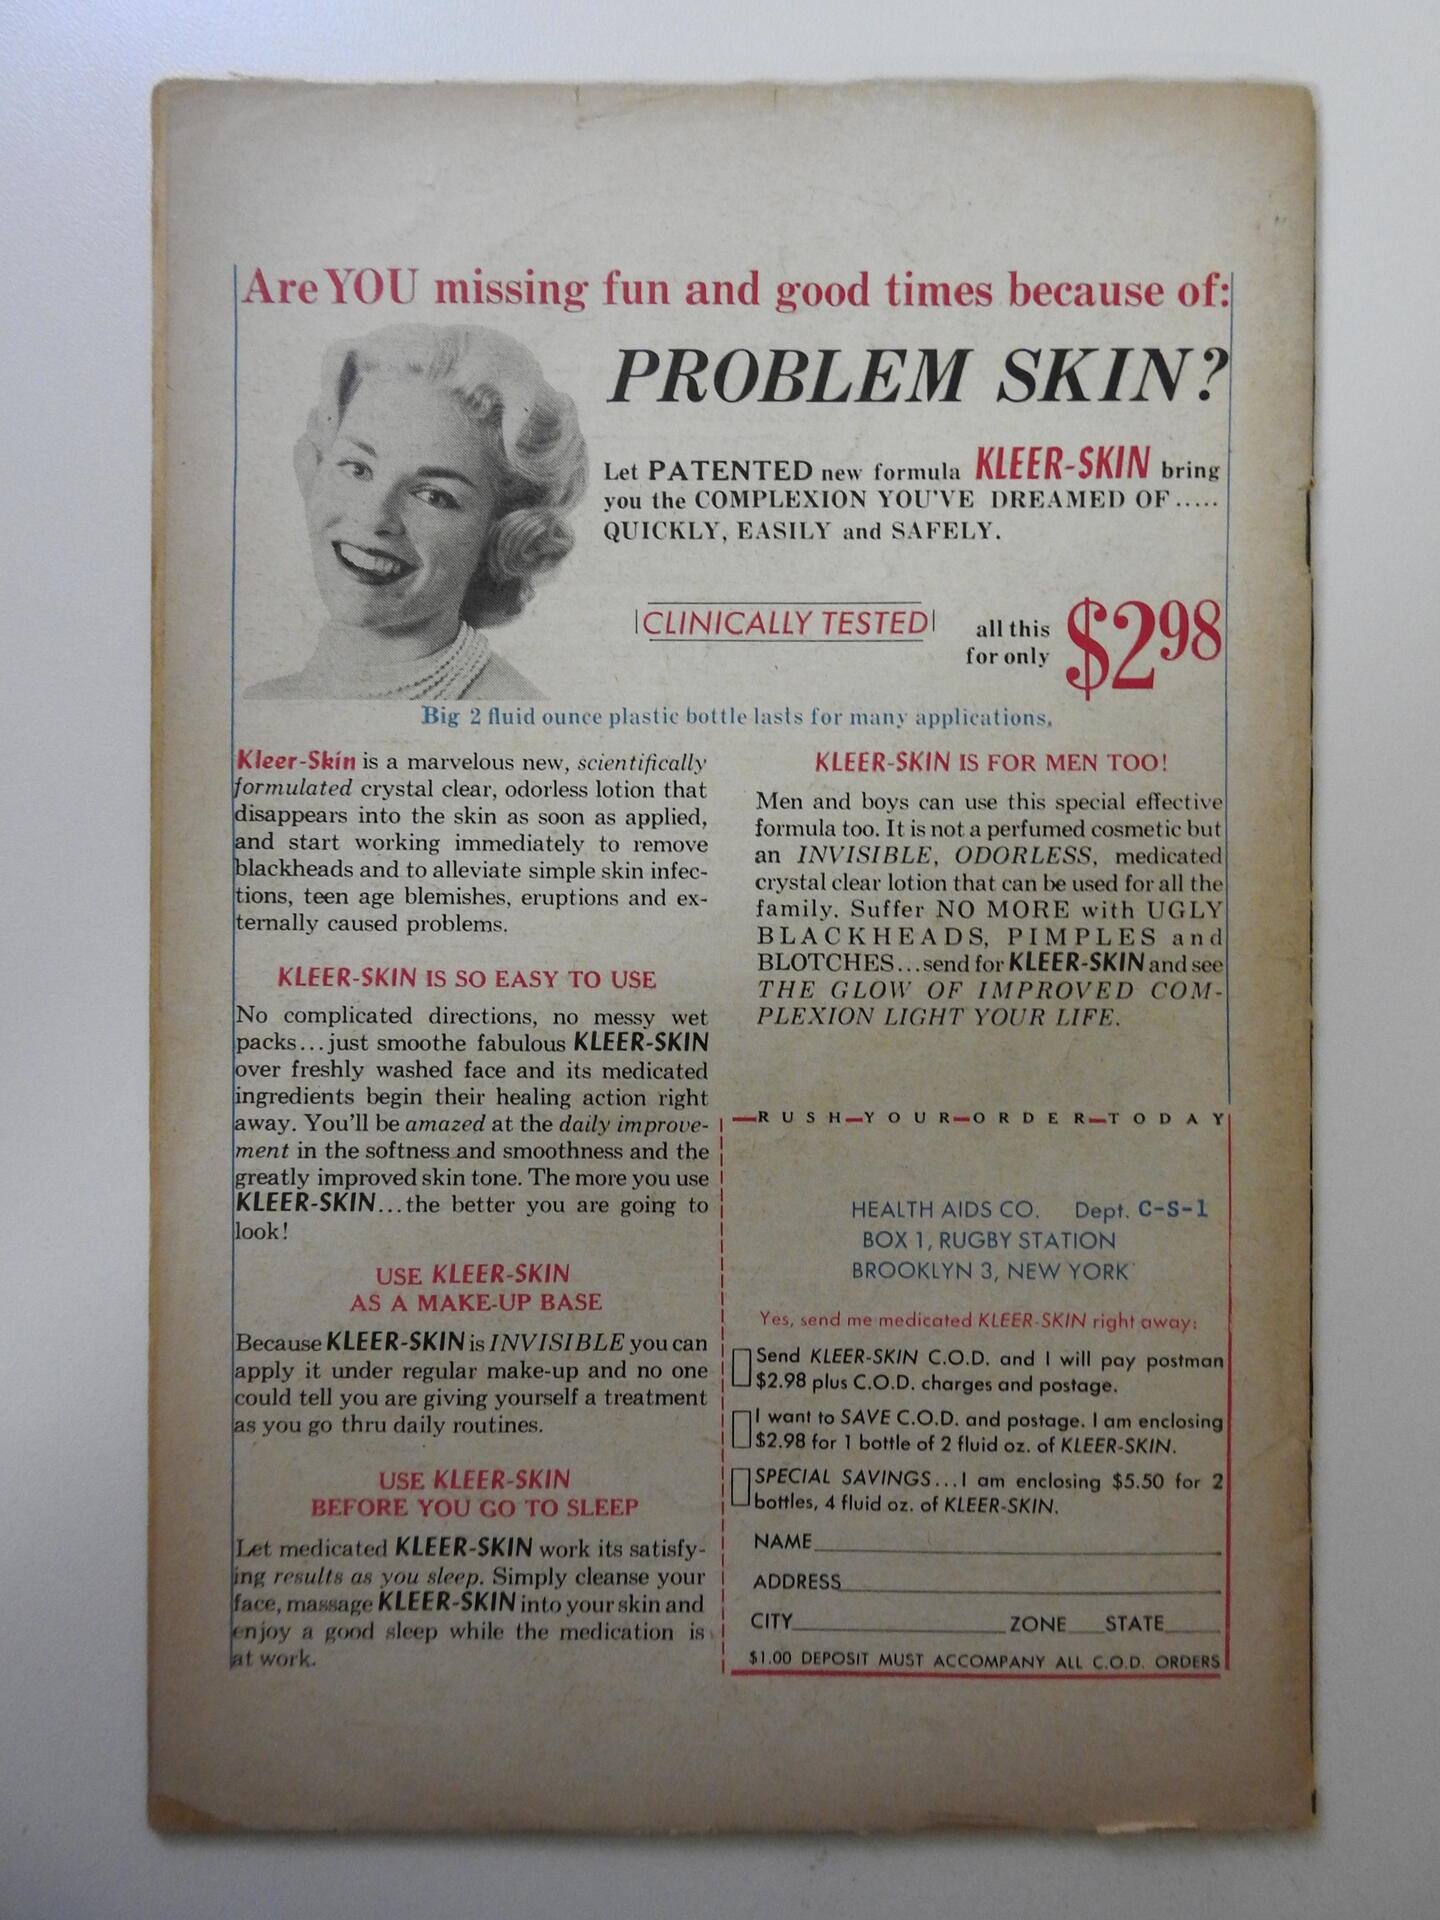 Are YOU missing fun and good times because of:
PROBLEM SKIN?
Let PATENTED new formula KLEER-SKIN bring
you the COMPLEXION YOU'VE DREAMED OF.....
QUICKLY, EASILY and SAFELY.
CLINICALLY TESTED
all this
for only
$2.98
Big 2 fluid ounce plastic bottle lasts for many applications.
Kleer-Skin is a marvelous new, scientifically
formulated crystal clear, odorless lotion that
disappears into the skin as soon as applied,
and start working immediately to remove
blackheads and to alleviate simple skin infec-
tions, teen age blemishes, eruptions and ex-
ternally caused problems.
KLEER-SKIN IS SO EASY TO USE
No complicated directions, no messy wet
packs...just smoothe fabulous KLEER-SKIN
over freshly washed face and its medicated
ingredients begin their healing action right
away. You'll be amazed at the daily improve-
ment in the softness and smoothness and the
greatly improved skin tone. The more you use
KLEER-SKIN...the better you are going to
look!
USE KLEER-SKIN
AS A MAKE-UP BASE
Because KLEER-SKIN is INVISIBLE you can
apply it under regular make-up and no one
could tell you are giving yourself a treatment
as you go thru daily routines.
USE KLEER-SKIN
BEFORE YOU GO TO SLEEP
Let medicated KLEER-SKIN work its satisfy-
ing results as you sleep. Simply cleanse your
face, massage KLEER-SKIN into your skin and
enjoy a good sleep while the medication is
at work.
KLEER-SKIN IS FOR MEN TOO!
Men and boys can use this special effective
formula too. It is not a perfumed cosmetic but
an INVISIBLE, ODORLESS, medicated
crystal clear lotion that can be used for all the
family. Suffer NO MORE with UGLY
BLACKHEADS, PIMPLES and
BLOTCHES...send for KLEER-SKIN and see
THE GLOW OF IMPROVED COM-
PLEXION LIGHT YOUR LIFE.
RUSH—YOUR—ORDER—TODAY
HEALTH AIDS CO. Dept. C-S-1
BOX 1, RUGBY STATION
BROOKLYN 3, NEW YORK
Yes, send me medicated KLEER-SKIN right away:
Send KLEER-SKIN C.O.D. and I will pay postman
$2.98 plus C.O.D. charges and postage.
I want to SAVE C.O.D. and postage. I am enclosing
$2.98 for 1 bottle of 2 fluid oz. of KLEER-SKIN.
SPECIAL SAVINGS...I am enclosing $5.50 for 2
bottles, 4 fluid oz. of KLEER-SKIN.
NAME
ADDRESS
CITY ZONE STATE
$1.00 DEPOSIT MUST ACCOMPANY ALL C.O.D. ORDERS